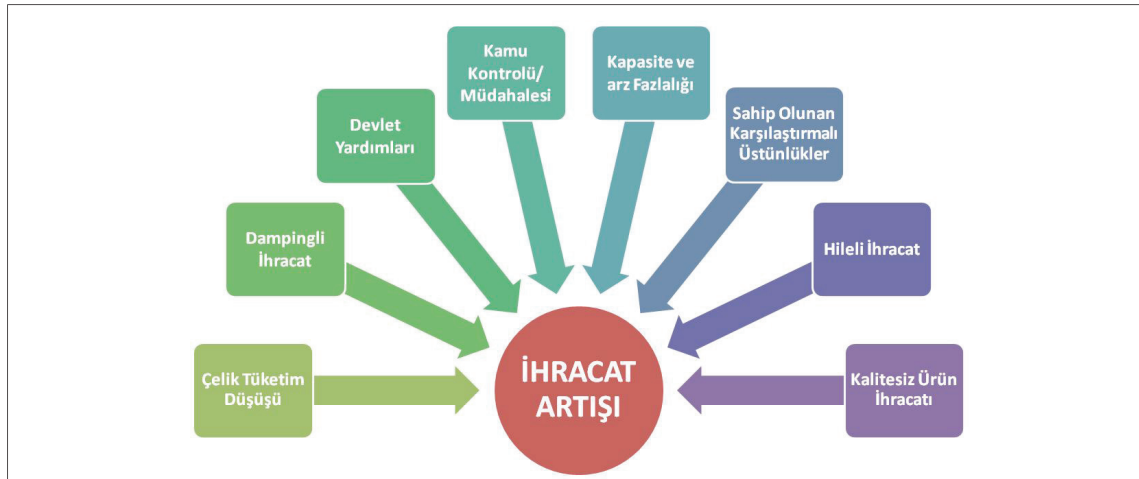 Kamu
Kontrolü/
Müdahalesi
Kapasite ve
arz Fazlalığı
Devlet
Yardımları
Sahip Olunan
Karşılaştırmalı
Üstünlükler
Dampingli
İhracat
Hileli İhracat
Çelik Tüketim
Düşüşü
İHRACAT
ARTIŞI
Kalitesiz Ürün
İhracatı